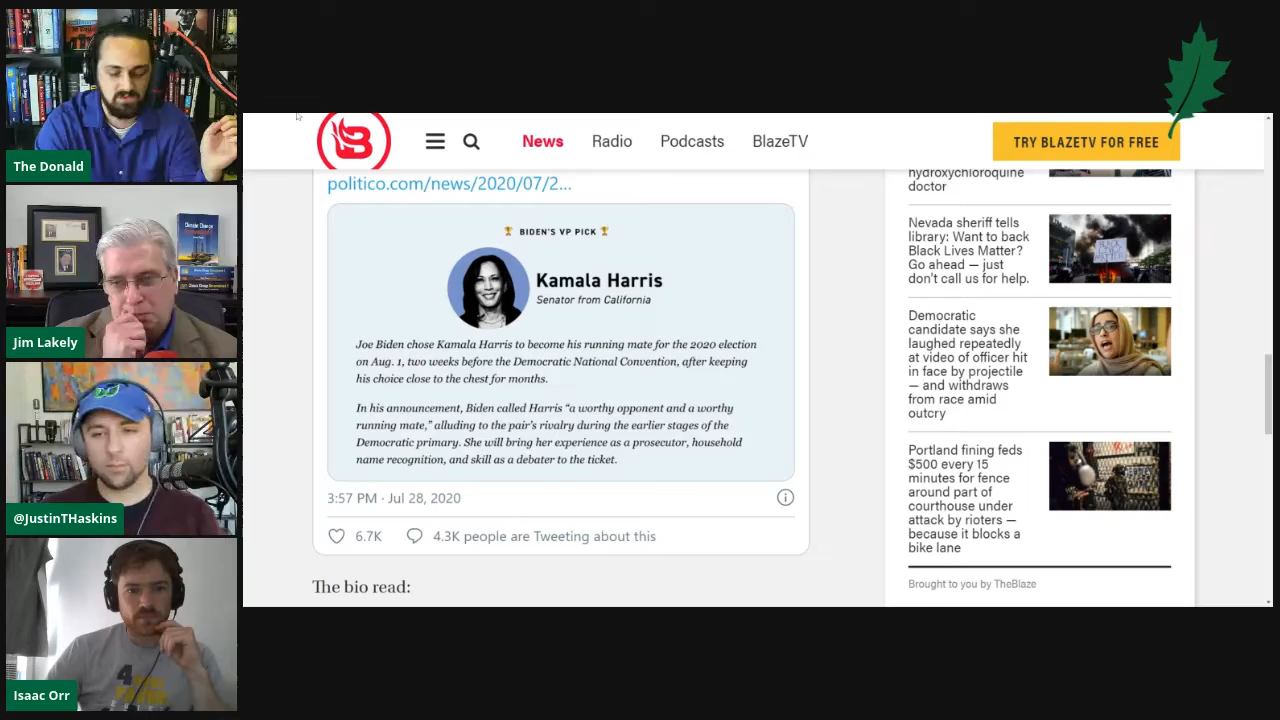 The Donald
Jim Lakely
@JustinTHaskins
Isaac Orr
News
Radio
Podcasts
BlazeTV
TRY BLAZETV FOR FREE
politico.com/news/2020/07/2...
🏆 BIDEN'S VP PICK 🏆
Kamala Harris
Senator from California
Joe Biden chose Kamala Harris to become his running mate for the 2020 election
on Aug. 1, two weeks before the Democratic National Convention, after keeping
his choice close to the chest for months.
In his announcement, Biden called Harris “a worthy opponent and a worthy
running mate,” alluding to the pair's rivalry during the earlier stages of the
Democratic primary. She will bring her experience as a prosecutor, household
name recognition, and skill as a debater to the ticket.
3:57 PM · Jul 28, 2020
6.7K
4.3K people are Tweeting about this
The bio read:
hydroxychloroquine
doctor
Nevada sheriff tells
library: Want to back
Black Lives Matter?
Go ahead — just
don't call us for help.
Democratic
candidate says she
laughed repeatedly
at video of officer hit
in face by projectile
— and withdraws
from race amid
outcry
Portland fining feds
$500 every 15
minutes for fence
around part of
courthouse under
attack by rioters —
because it blocks a
bike lane
Brought to you by TheBlaze